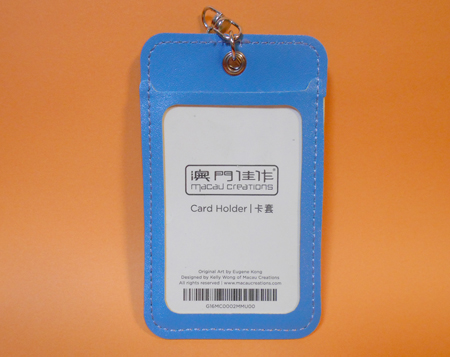 澳門佳作®
macau creations
Card Holder | 卡套
Original Art by Eugene Kong
Designed by Kelly Wong of Macau Creations
All rights reserved | www.macaucreations.com
G16MCD002MMU00